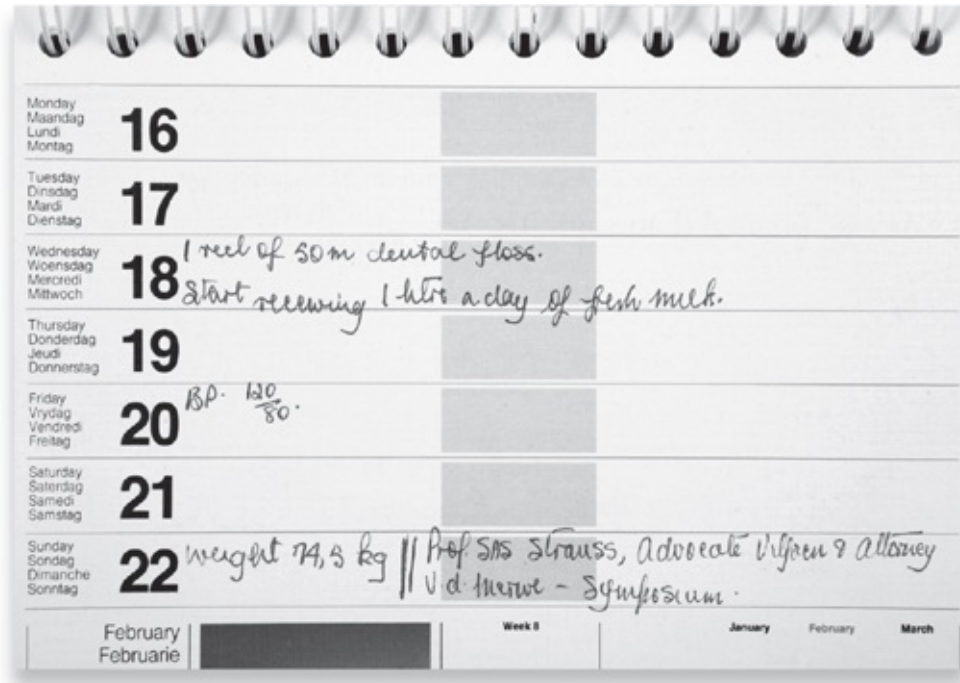 Monday
Maandag
Lundi
Montag
16
Tuesday
Dinsdag
Mardi
Dienstag
17
Wednesday
Woensdag
Mercredi
Mittwoch
18
1 reel of 50m dental floss.
Start receiving 1 litre a day of fresh milk.
Thursday
Donderdag
Jeudi
Donnerstag
19
Friday
Vrydag
Vendredi
Freitag
20
BP. 120
80.
Saturday
Saterdag
Samedi
Samstag
21
Sunday
Sondag
Dimanche
Sonntag
22
weight 74,5 kg || Prof. SAS Strauss, Advocate & Attorney
v.d. Merwe – Symposium.
February
Februarie
Week 8
January February March